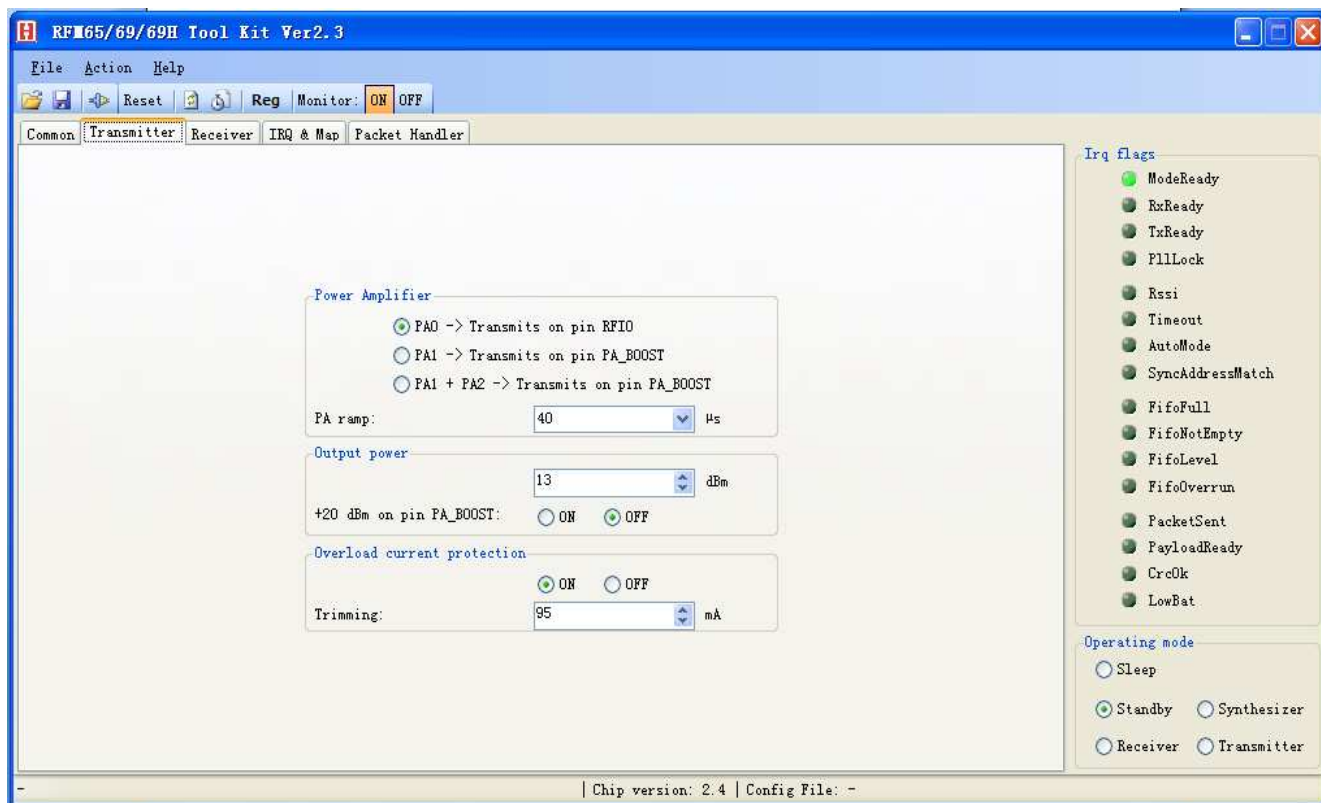 RFM65/69/69H Tool Kit Ver2.3
File Action Help
Reset Reg Monitor: ON OFF
Common Transmitter Receiver IRQ & Map Packet Handler
Power Amplifier
PA0 -> Transmits on pin RFIO
PA1 -> Transmits on pin PA_BOOST
PA1 + PA2 -> Transmits on pin PA_BOOST
PA ramp: 40 µs
Output power
13 dBm
+20 dBm on pin PA_BOOST: ON OFF
Overload current protection
ON OFF
Trimming: 95 mA
Irq flags
ModeReady
RxReady
TxReady
PllLock
Rssi
Timeout
AutoMode
SyncAddressMatch
FifoFull
FifoNotEmpty
FifoLevel
FifoOverrun
PacketSent
PayloadReady
CrcOk
LowBat
Operating mode
Sleep
Standby Synthesizer
Receiver Transmitter
- | Chip version: 2.4 | Config File: -